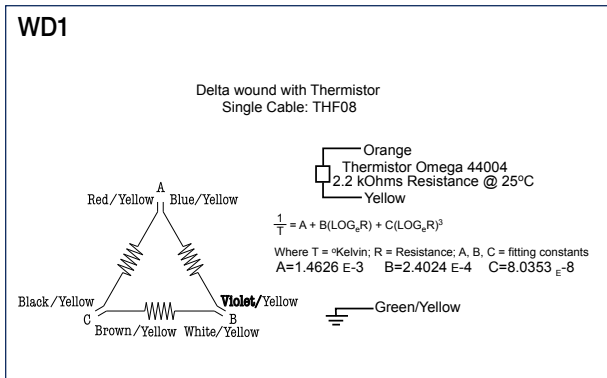 WD1
Delta wound with Thermistor
Single Cable: THF08
Orange
Thermistor Omega 44004
2.2 kOhms Resistance @ 25ºC
Yellow
A
Red/Yellow Blue/Yellow
1/T = A + B(LOGₑR) + C(LOGₑR)³
Where T = ºKelvin; R = Resistance; A, B, C = fitting constants
A=1.4626 E-3 B=2.4024 E-4 C=8.0353 E-8
Black/Yellow Violet/Yellow
C B
Brown/Yellow White/Yellow
Green/Yellow